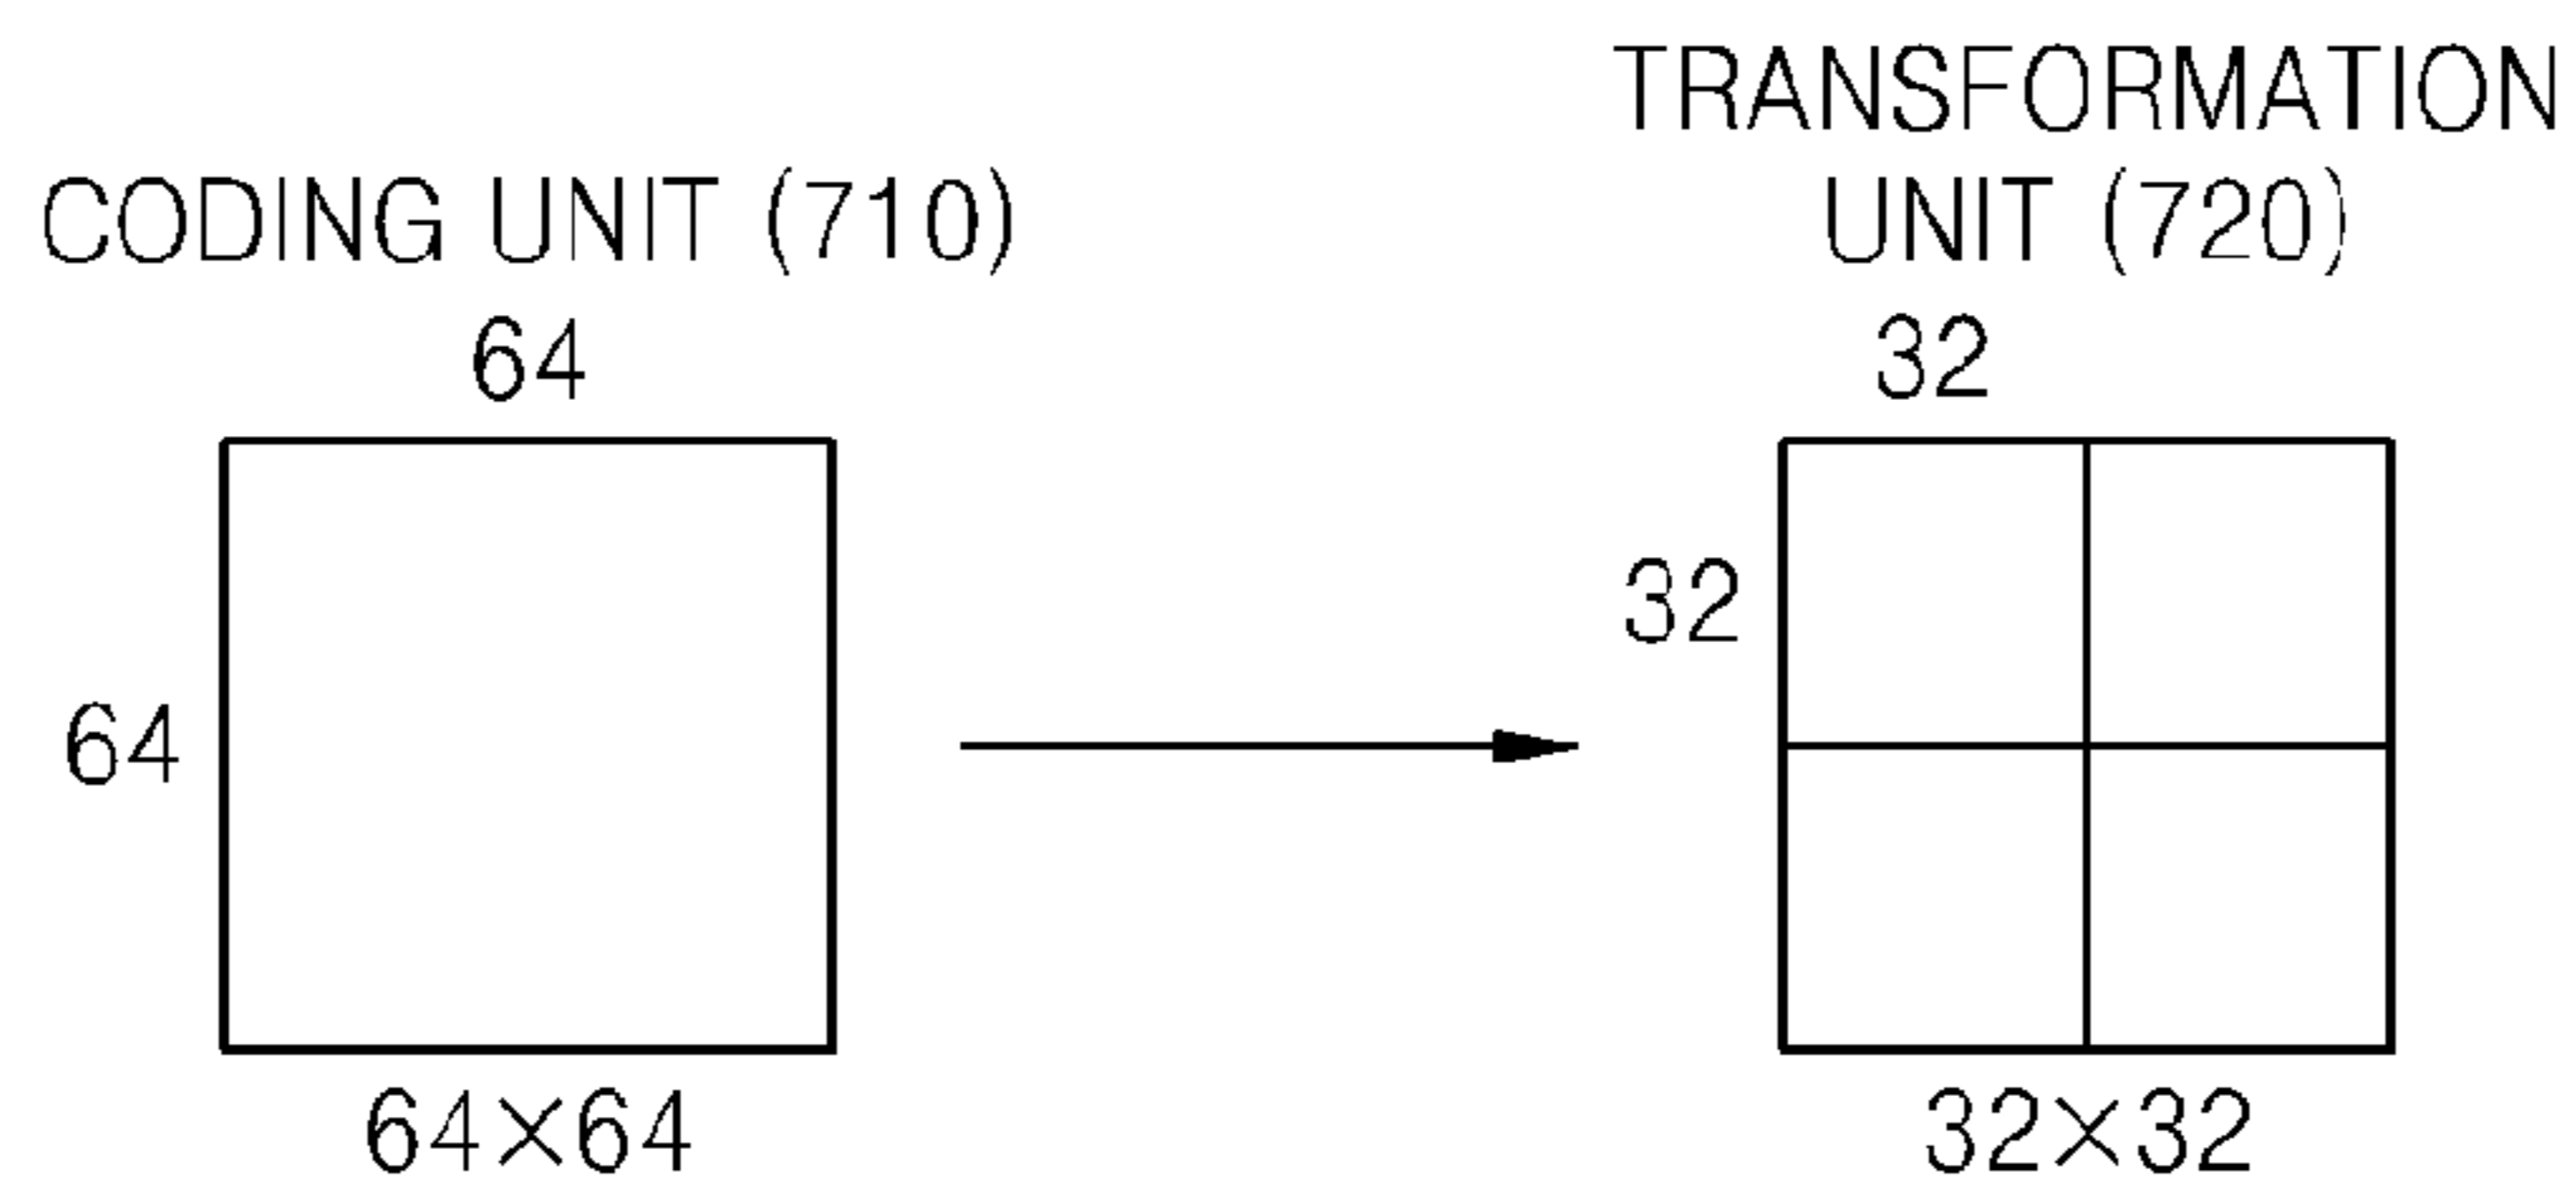 CODING UNIT (710)
64
64
64×64
TRANSFORMATION
UNIT (720)
32
32
32×32